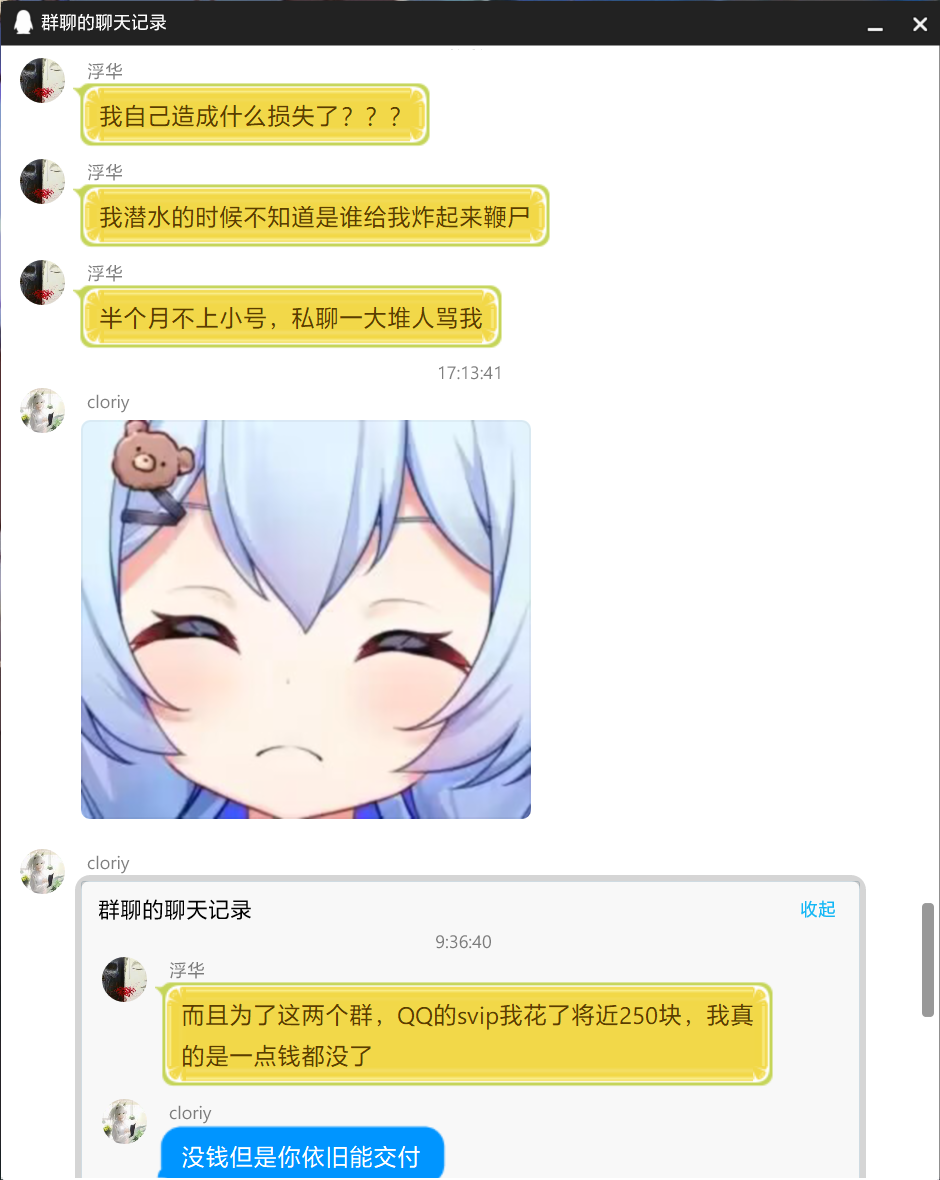 群聊的聊天记录
浮华
我自己造成什么损失了？？？
浮华
我潜水的时候不知道是谁给我炸起来鞭尸
浮华
半个月不上小号，私聊一大堆人骂我
17:13:41
cloriy
cloriy
群聊的聊天记录
收起
9:36:40
浮华
而且为了这两个群，QQ的svip我花了将近250块，我真
的是一点钱都没了
cloriy
没钱但是你依旧能交付